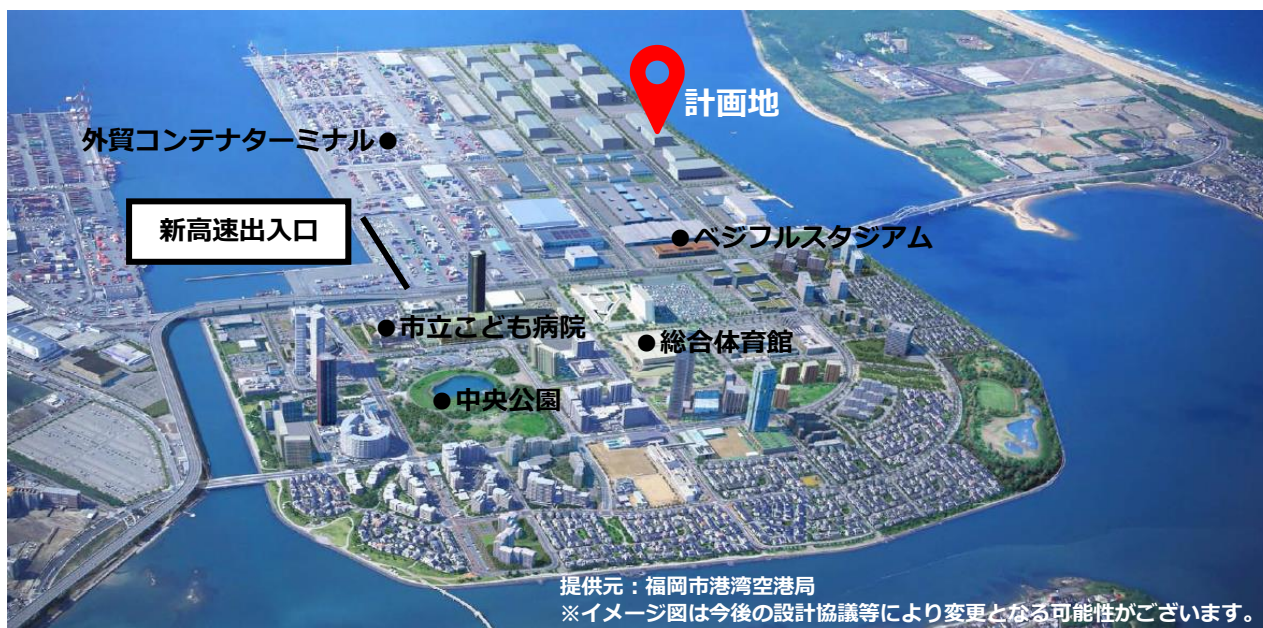 計画地
外貿コンテナターミナル●
新高速出入口
●ベジフルスタジアム
●市立こども病院
●総合体育館
●中央公園
提供元：福岡市港湾空港局
※イメージ図は今後の設計協議等により変更となる可能性がございます。